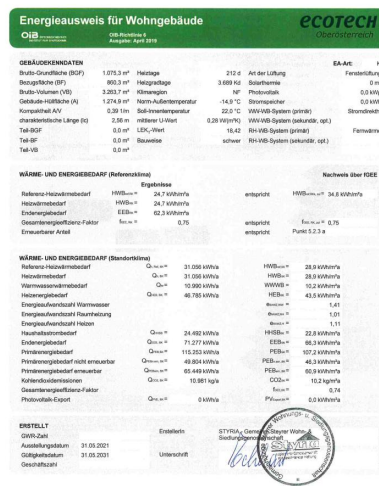 Energieausweis für Wohngebäude
ECOTECH
Oberösterreich
OiB
OIB-Richtlinie 6
Ausgabe: April 2019
GEBÄUDEKENNDATEN EA-Art:
Brutto-Grundfläche (BGF) 1.075,3 m² Heiztage 212 d Art der Lüftung Fensterlüftung
Bezugsfläche (BF) 860,3 m² Heizgradtage 3.689 Kd Solarthermie 0 m
Brutto-Volumen (VB) 3.263,7 m³ Klimaregion NF Photovoltaik 0,0 kW
Gebäude-Hüllfläche (A) 1.274,9 m² Norm-Außentemperatur -14,9 °C Stromspeicher 0,0 kW
Kompaktheit A/V 0,39 1/m Soll-Innentemperatur 22,0 °C WW-WB-System (primär) Stromdirekth
charakteristische Länge (lc) 2,56 m mittlerer U-Wert 0,28 W/(m²K) WW-WB-System (sekundär, opt.)
Teil-BGF 0,0 m² LEKT-Wert 18,42 RH-WB-System (primär) Fernwärm
Teil-BF 0,0 m² Bauweise schwer RH-WB-System (sekundär, opt.)
Teil-VB 0,0 m³
WÄRME- UND ENERGIEBEDARF (Referenzklima) Nachweis über fGEE
Ergebnisse
Referenz-Heizwärmebedarf 24,7 kWh/m²a entspricht 34,8 kWh/m²a
Heizwärmebedarf 24,7 kWh/m²a
Endenergiebedarf 62,3 kWh/m²a
Gesamtenergieeffizienz-Faktor 0,75 entspricht 0,75
Erneuerbarer Anteil entspricht Punkt 5.2.3 a
WÄRME- UND ENERGIEBEDARF (Standortklima)
Referenz-Heizwärmebedarf 31.056 kWh/a 28,9 kWh/m²a
Heizwärmebedarf 31.056 kWh/a 28,9 kWh/m²a
Warmwasserwärmebedarf 10.990 kWh/a WWWB = 10,2 kWh/m²a
Heizenergiebedarf 46.785 kWh/a 43,5 kWh/m²a
Energieaufwandszahl Warmwasser 1,41
Energieaufwandszahl Raumheizung 1,01
Energieaufwandszahl Heizen 1,11
Haushaltsstrombedarf 24.492 kWh/a 22,8 kWh/m²a
Endenergiebedarf 71.277 kWh/a 66,3 kWh/m²a
Primärenergiebedarf 115.253 kWh/a 107,2 kWh/m²a
Primärenergiebedarf nicht erneuerbar 49.804 kWh/a 46,3 kWh/m²a
Primärenergiebedarf erneuerbar 65.449 kWh/a 60,9 kWh/m²a
Kohlendioxidemissionen 10.981 kg/a 10,2 kg/m²a
Gesamtenergieeffizienz-Faktor 0,74
Photovoltaik-Export 0 kWh/a 0,0 kWh/m²a
ERSTELLT
GWR-Zahl ErstellerIn STYRIA
Ausstellungsdatum 31.05.2021
Gültigkeitsdatum 31.05.2031 Unterschrift
Geschäftszahl